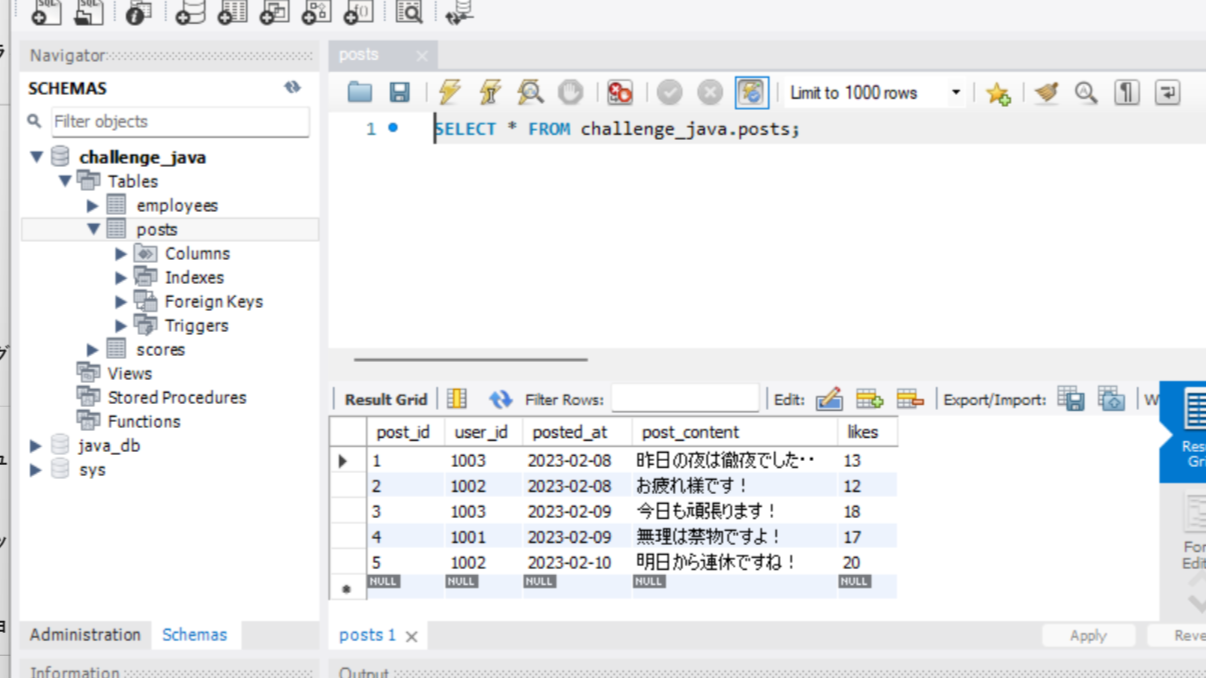 SQL SQL
Navigator
SCHEMAS
Filter objects
challenge_java
Tables
employees
posts
Columns
Indexes
Foreign Keys
Triggers
scores
Views
Stored Procedures
Functions
java_db
sys
Administration Schemas
Information
posts
Limit to 1000 rows
1 SELECT * FROM challenge_java.posts;
Result Grid Filter Rows: Edit: Export/Import:
post_id user_id posted_at post_content likes
1 1003 2023-02-08 昨日の夜は徹夜でした・・ 13
2 1002 2023-02-08 お疲れ様です！ 12
3 1003 2023-02-09 今日も頑張ります！ 18
4 1001 2023-02-09 無理は禁物ですよ！ 17
5 1002 2023-02-10 明日から連休ですね！ 20
NULL NULL NULL NULL NULL
posts 1
Apply
Output